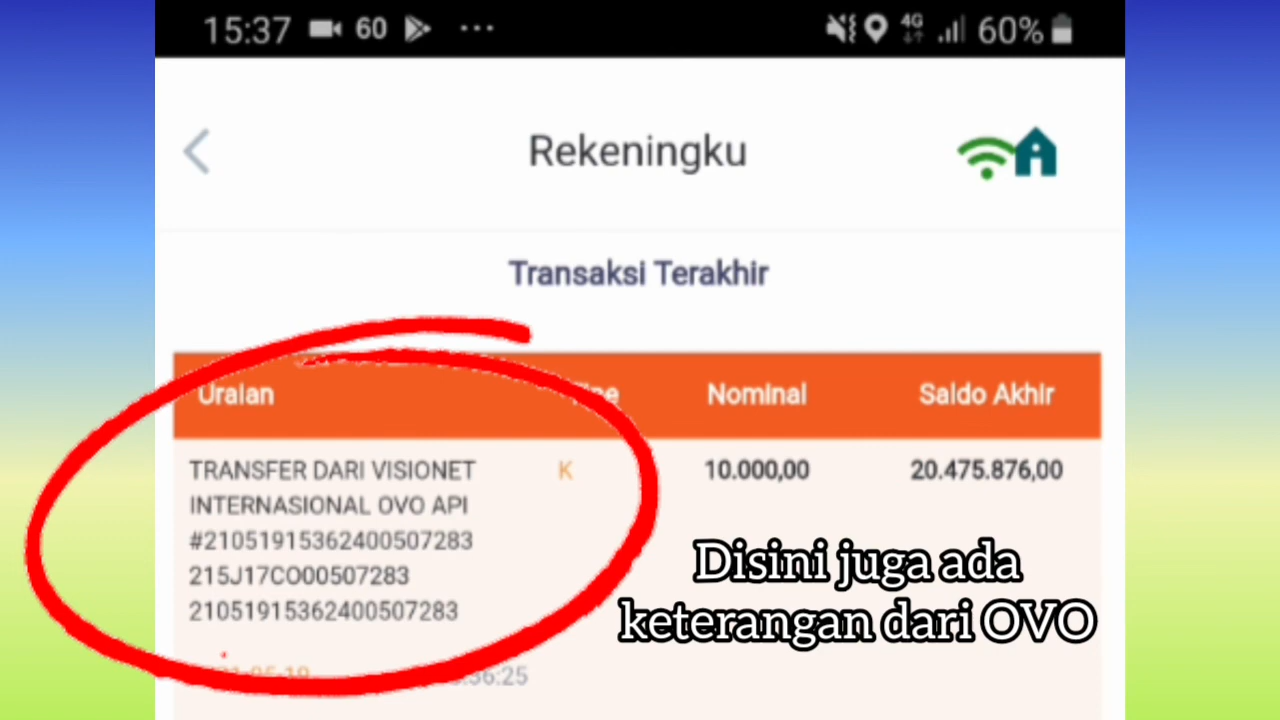 15:37 60 4G 60%
Rekeningku
Transaksi Terakhir
Uraian Nominal Saldo Akhir
TRANSFER DARI VISIONET K 10.000,00 20.475.876,00
INTERNASIONAL OVO API
#21051915362400507283
215J17CO00507283
21051915362400507283
Disini juga ada
keterangan dari OVO